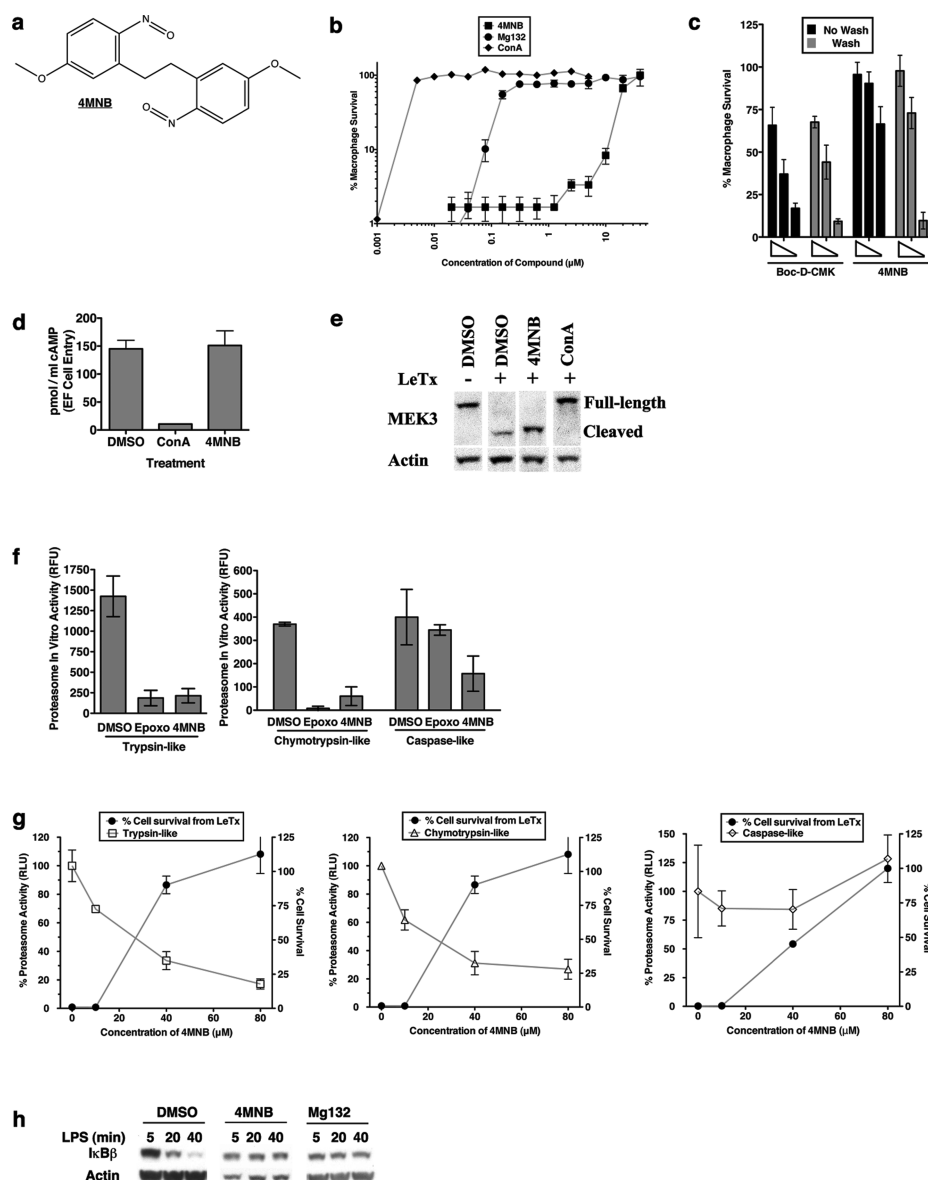 a
N
O
O
O
O
N
4MNB
b
4MNB
Mg132
ConA
% Macrophage Survival
100
10
1
0.001
0.01
0.1
1
10
Concentration of Compound (µM)
c
No Wash
Wash
% Macrophage Survival
125
100
75
50
25
0
Boc-D-CMK
4MNB
d
pmol / ml cAMP
(EF Cell Entry)
200
150
100
50
0
DMSO ConA 4MNB
Treatment
e
DMSO DMSO 4MNB ConA
LeTx - + + +
MEK3
Full-length
Cleaved
Actin
f
Proteasome In Vitro Activity (RFU)
1750
1500
1250
1000
750
500
250
0
DMSO Epoxo 4MNB
Trypsin-like
Proteasome In Vitro Activity (RFU)
600
500
400
300
200
100
0
DMSO Epoxo 4MNB
Chymotrypsin-like
DMSO Epoxo 4MNB
Caspase-like
g
% Cell survival from LeTx
Trypsin-like
% Proteasome Activity (RLU)
120
100
80
60
40
20
0
125
100
75
50
25
0
% Cell Survival
0 20 40 60 80
Concentration of 4MNB (µM)
% Cell survival from LeTx
Chymotrypsin-like
% Proteasome Activity (RLU)
120
100
80
60
40
20
0
125
100
75
50
25
0
% Cell Survival
0 20 40 60 80
Concentration of 4MNB (µM)
% Cell survival from LeTx
Caspase-like
% Proteasome Activity (RLU)
150
125
100
75
50
25
0
125
100
75
50
25
0
% Cell Survival
0 20 40 60 80
Concentration of 4MNB (µM)
h
DMSO 4MNB Mg132
LPS (min) 5 20 40 5 20 40 5 20 40
IκBβ
Actin